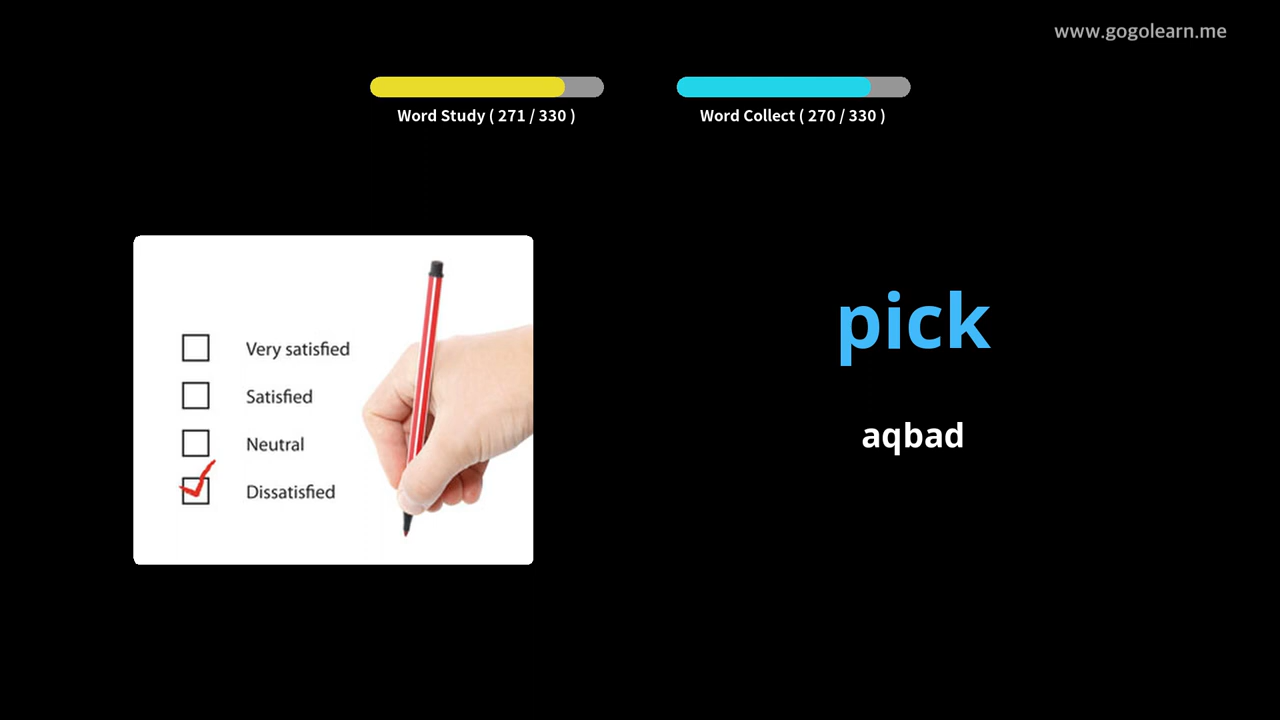 www.gogolearn.me
Word Study ( 271 / 330 )
Word Collect ( 270 / 330 )
Very satisfied
Satisfied
Neutral
Dissatisfied
pick
aqbad